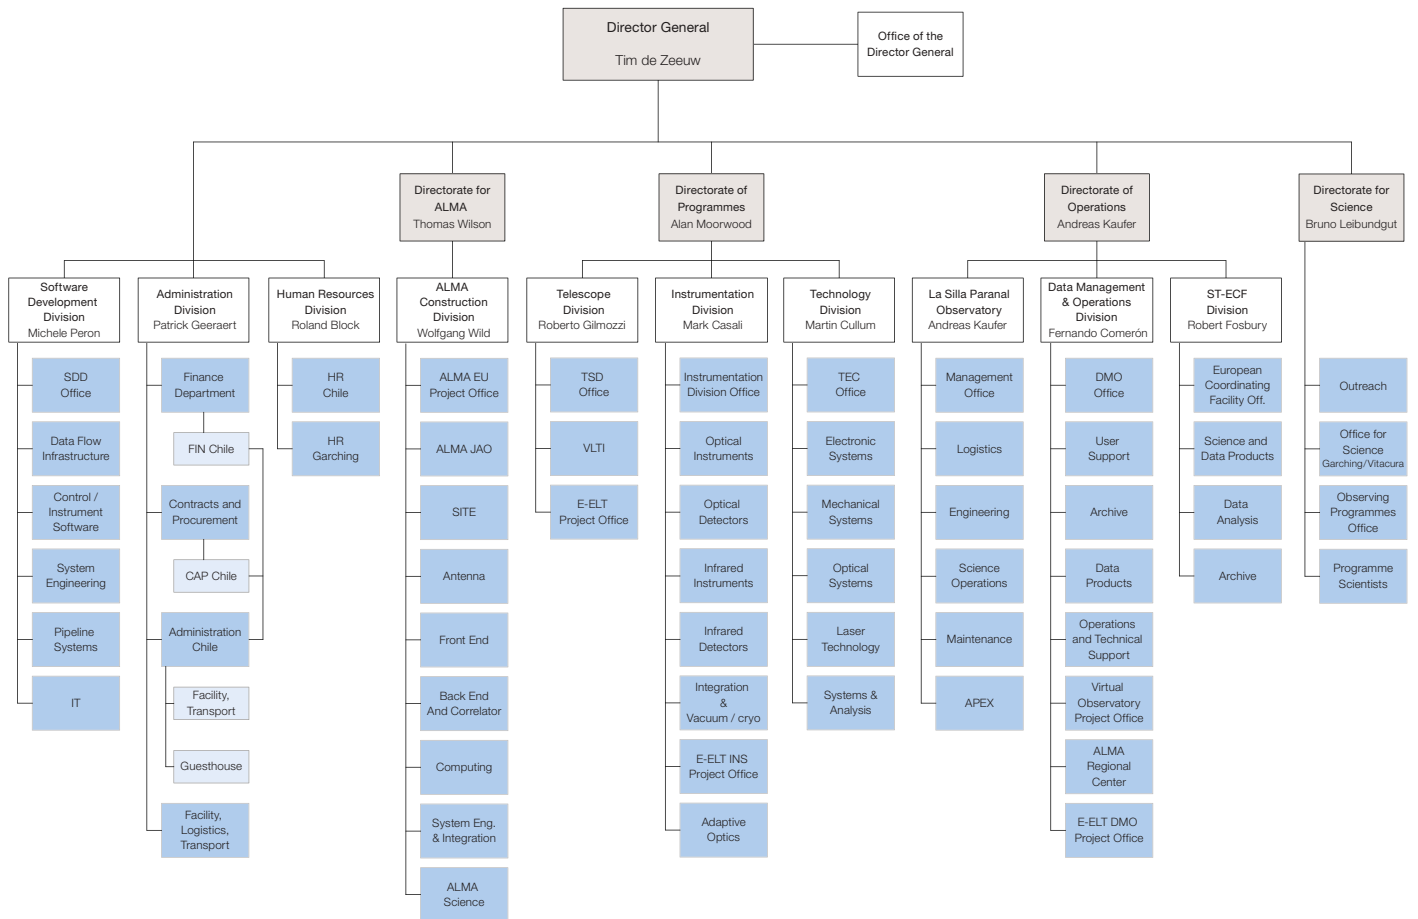 Director General
Tim de Zeeuw
Office of the
Director General
Directorate for
ALMA
Thomas Wilson
Directorate of
Programmes
Alan Moorwood
Directorate of
Operations
Andreas Kaufer
Directorate for
Science
Bruno Leibundgut
Software
Development
Division
Michele Peron
Administration
Division
Patrick Geeraert
Human Resources
Division
Roland Block
ALMA
Construction
Division
Wolfgang Wild
Telescope
Division
Roberto Gilmozzi
Instrumentation
Division
Mark Casali
Technology
Division
Martin Cullum
La Silla Paranal
Observatory
Andreas Kaufer
Data Management
& Operations
Division
Fernando Comerón
ST-ECF
Division
Robert Fosbury
SDD
Office
Data Flow
Infrastructure
Control /
Instrument
Software
System
Engineering
Pipeline
Systems
IT
Finance
Department
FIN Chile
Contracts and
Procurement
CAP Chile
Administration
Chile
Facility,
Transport
Guesthouse
Facility,
Logistics,
Transport
HR
Chile
HR
Garching
ALMA EU
Project Office
ALMA JAO
SITE
Antenna
Front End
Back End
And Correlator
Computing
System Eng.
& Integration
ALMA
Science
TSD
Office
VLTI
E-ELT
Project Office
Instrumentation
Division Office
Optical
Instruments
Optical
Detectors
Infrared
Instruments
Infrared
Detectors
Integration
&
Vacuum / cryo
E-ELT INS
Project Office
Adaptive
Optics
TEC
Office
Electronic
Systems
Mechanical
Systems
Optical
Systems
Laser
Technology
Systems &
Analysis
Management
Office
Logistics
Engineering
Science
Operations
Maintenance
APEX
DMO
Office
User
Support
Archive
Data
Products
Operations
and Technical
Support
Virtual
Observatory
Project Office
ALMA
Regional
Center
E-ELT DMO
Project Office
European
Coordinating
Facility Off.
Science and
Data Products
Data
Analysis
Archive
Outreach
Office for
Science
Garching/Vitacura
Observing
Programmes
Office
Programme
Scientists